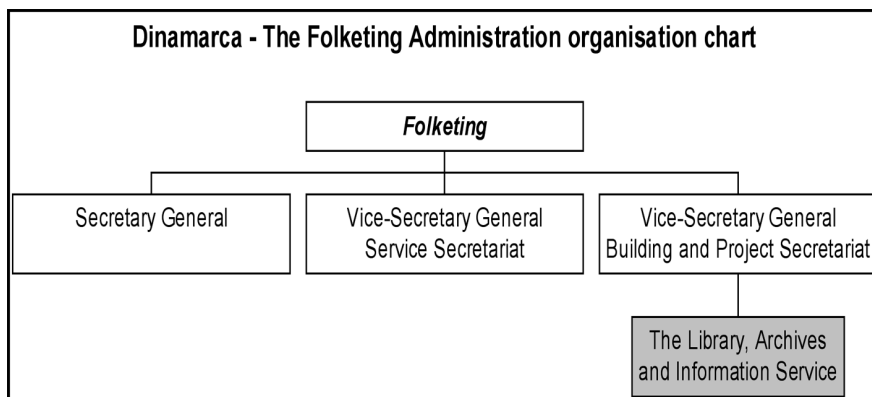 Dinamarca - The Folketing Administration organisation chart
Folketing
Secretary General
Vice-Secretary General
Service Secretariat
Vice-Secretary General
Building and Project Secretariat
The Library, Archives
and Information Service